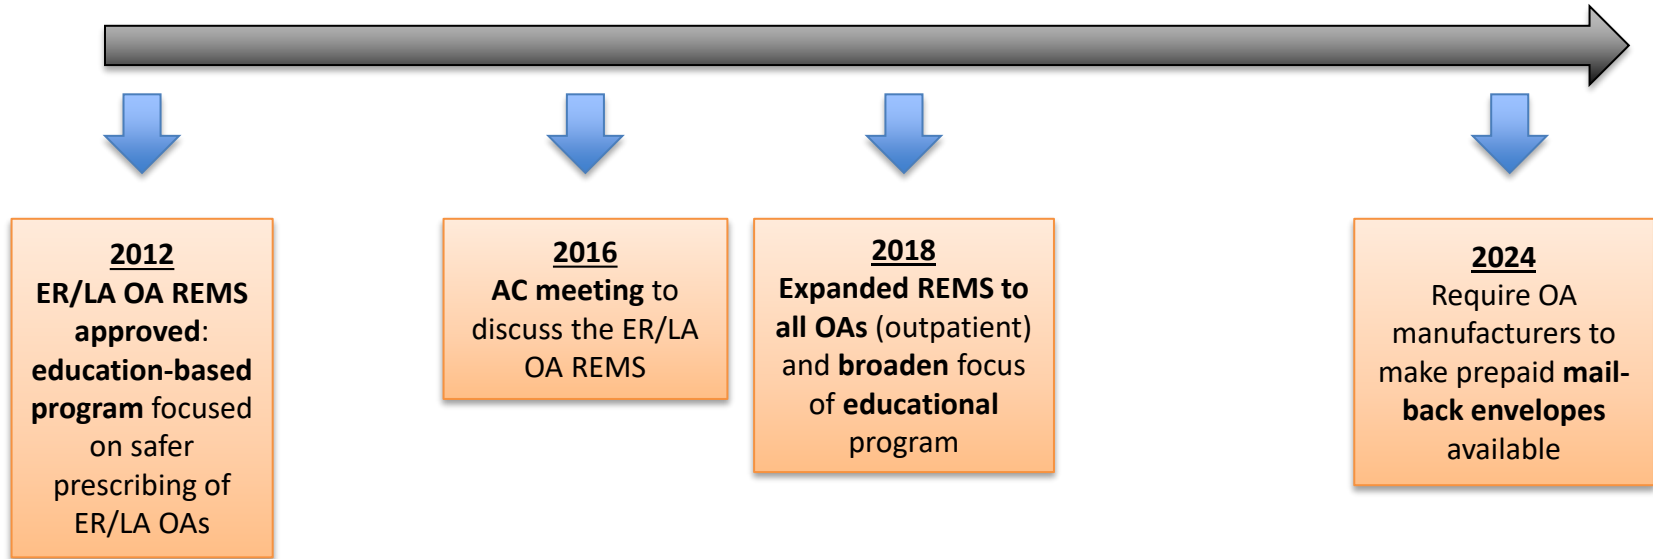 2012
ER/LA OA REMS
approved:
education-based
program focused
on safer
prescribing of
ER/LA OAs
2016
AC meeting to
discuss the ER/LA
OA REMS
2018
Expanded REMS to
all OAs (outpatient)
and broaden focus
of educational
program
2024
Require OA
manufacturers to
make prepaid mail-
back envelopes
available